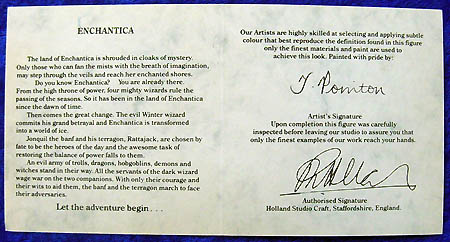 ENCHANTICA
The land of Enchantica is shrouded in cloaks of mystery.
Only those who can fan the mists with the breath of imagination,
may step through the veils and reach her enchanted shores.
Do you know Enchantica? You are already there.
From the high throne of power, four mighty wizards rule the
passing of the seasons. So it has been in the land of Enchantica
since the dawn of time.
Then comes the great change. The evil Winter wizard
commits his grand betrayal and Enchantica is transformed
into a world of ice.
Jonquil the banf and his terragon, Rattajack, are chosen by
fate to be the heroes of the day and the awesome task of
restoring the balance of power falls to them.
An evil army of trolls, dragons, hobgoblins, demons and
witches stand in their way. All the servants of the dark wizard
wage war on the two companions. With only their courage and
their wits to aid them, the banf and the terragon march to face
their adversaries.
Let the adventure begin . . .
Our Artists are highly skilled at selecting and applying subtle
colour that best reproduce the definition found in this figure
only the finest materials and paint are used to
achieve this look. Painted with pride by:
Artist's Signature
Upon completion this figure was carefully
inspected before leaving our studio to assure you that
only the finest examples of our work reach your hands.
Authorised Signature
Holland Studio Craft, Staffordshire, England.